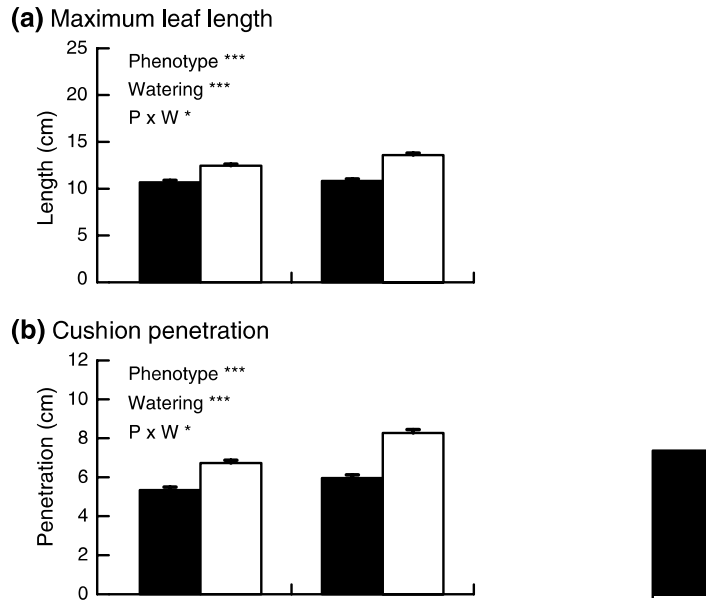 (a) Maximum leaf length
25
20
15
10
5
0
Length (cm)
Phenotype ***
Watering ***
P x W *
(b) Cushion penetration
12
10
8
6
4
2
0
Penetration (cm)
Phenotype ***
Watering ***
P x W *